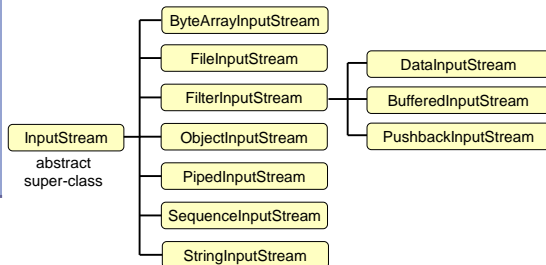 InputStream
abstract
super-class
ByteArrayInputStream
FileInputStream
FilterInputStream
ObjectInputStream
PipedInputStream
SequenceInputStream
StringInputStream
DataInputStream
BufferedInputStream
PushbackInputStream